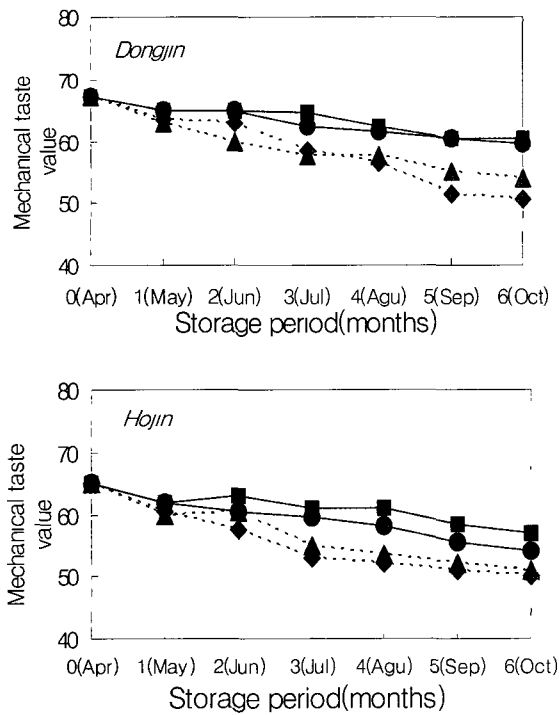 Dongjin
Mechanical taste
value
80
70
60
50
40
0(Apr) 1(May) 2(Jun) 3(Jul) 4(Agu) 5(Sep) 6(Oct)
Storage period(months)
Hojin
Mechanical taste
value
80
70
60
50
40
0(Apr) 1(May) 2(Jun) 3(Jul) 4(Agu) 5(Sep) 6(Oct)
Storage period(months)